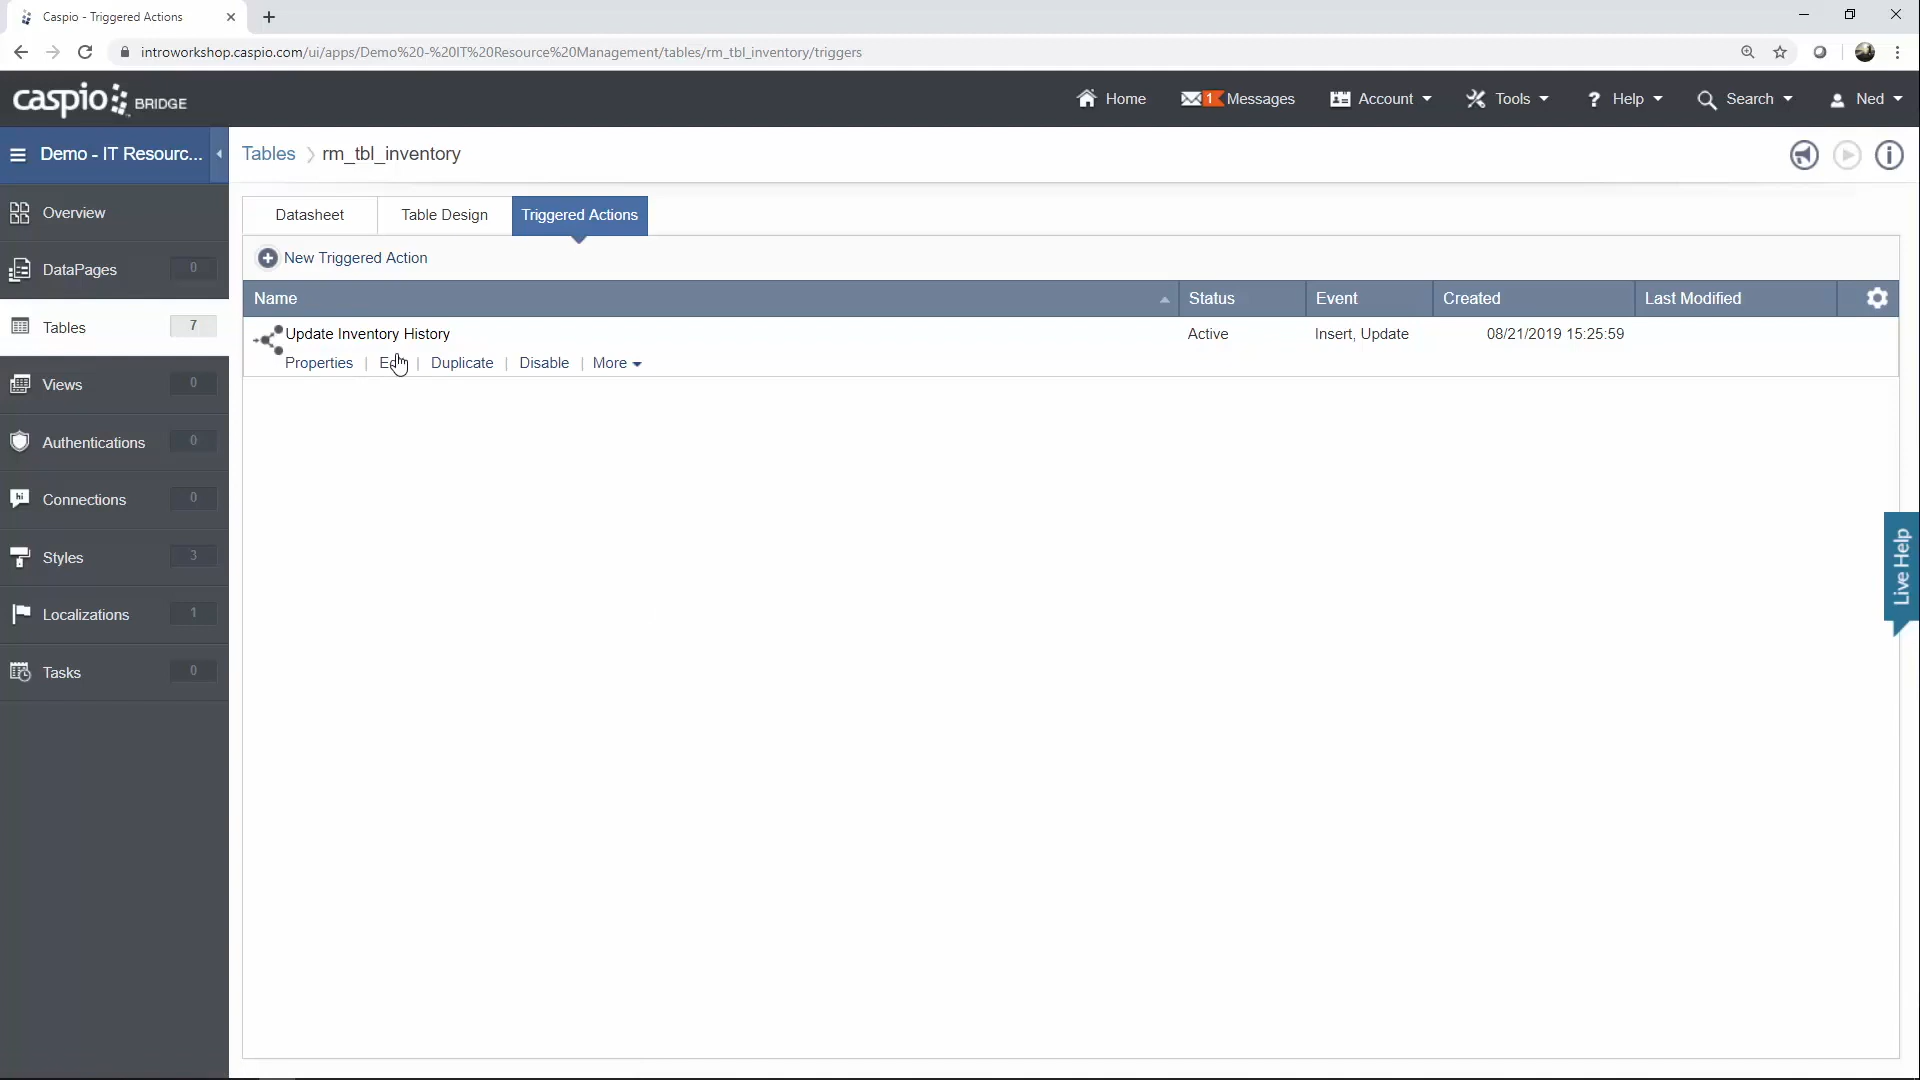 Caspio - Triggered Actions
introworkshop.caspio.com/ui/apps/Demo%20-%20IT%20Resource%20Management/tables/rm_tbl_inventory/triggers
caspio BRIDGE
Home
1 Messages
Account
Tools
? Help
Search
Ned
Demo - IT Resourc...
Tables
rm_tbl_inventory
Overview
DataPages 0
Tables 7
Views 0
Authentications 0
hi Connections 0
Styles 3
Localizations 1
Tasks 0
Datasheet
Table Design
Triggered Actions
New Triggered Action
Name
Status
Event
Created
Last Modified
Update Inventory History
Active
Insert, Update
08/21/2019 15:25:59
Properties |
| Duplicate | Disable | More
Live Help